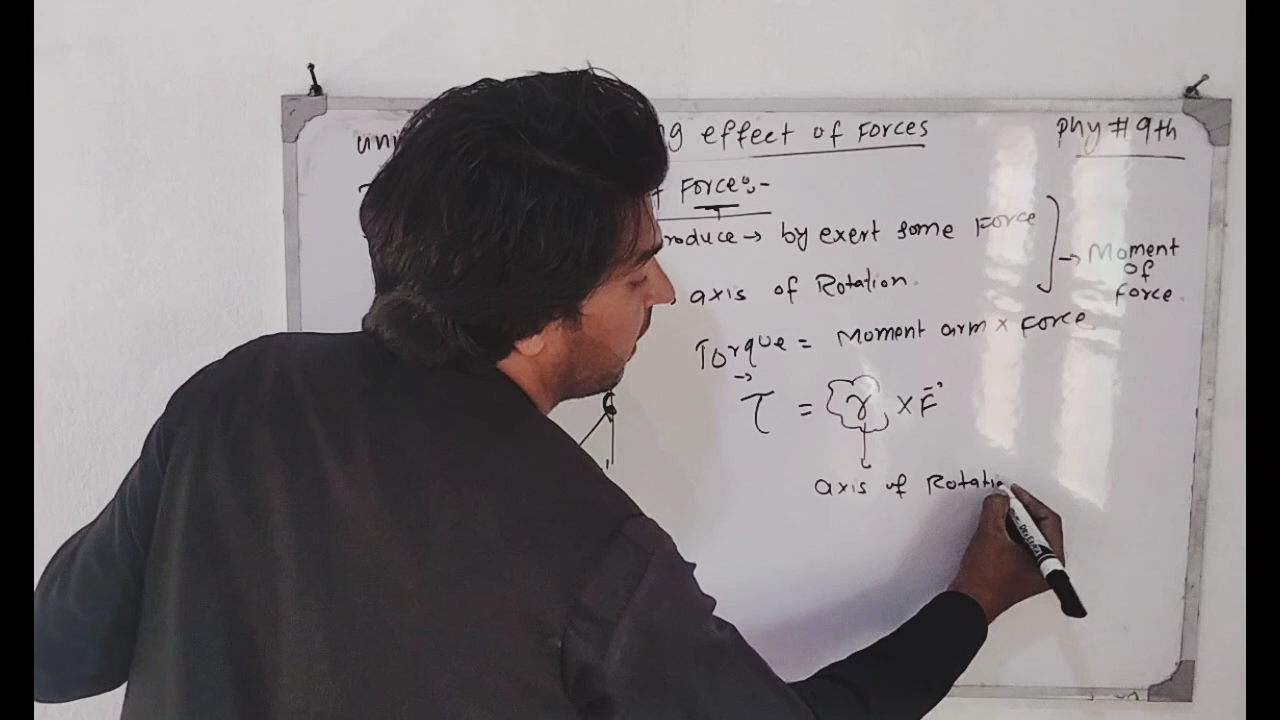 uni effect of Forces
Phy # 9th
Force:-
roduce → by exert some Force
axis of Rotation.
→ Moment
of
force.
Torque = Moment arm × Force
τ⃗ = r × F⃗
axis of Rotatio